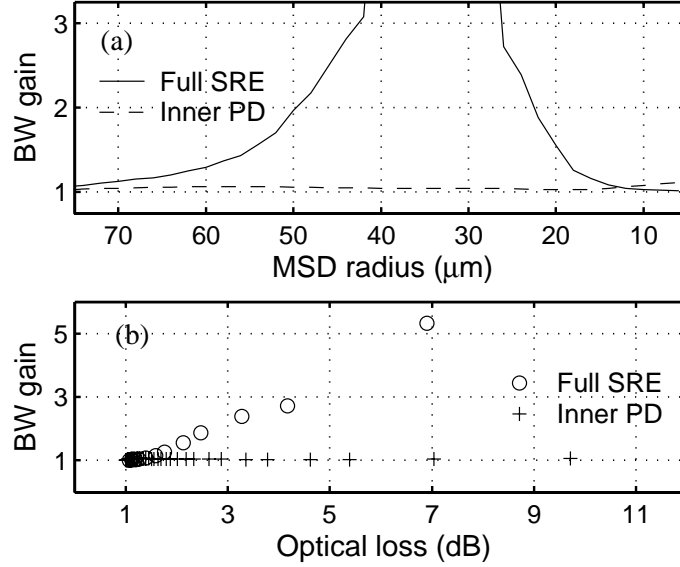 (a)
3
2
1
BW gain
Full SRE
Inner PD
70 60 50 40 30 20 10
MSD radius (μm)
(b)
5
3
1
BW gain
Full SRE
Inner PD
1 3 5 7 9 11
Optical loss (dB)